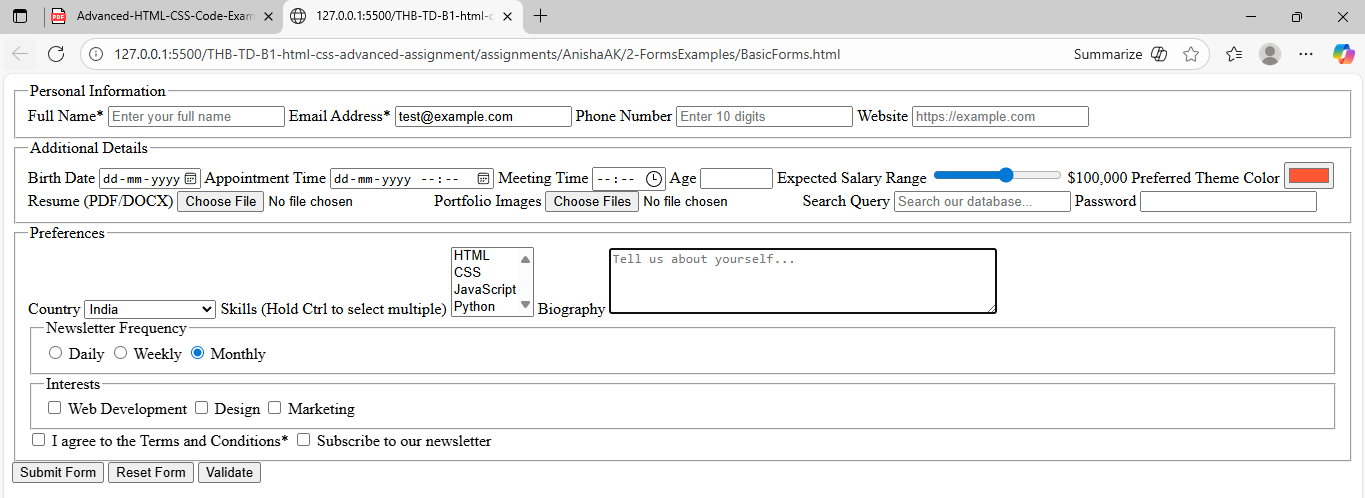 Advanced-HTML-CSS-Code-Exam
127.0.0.1:5500/THB-TD-B1-html-c
127.0.0.1:5500/THB-TD-B1-html-css-advanced-assignment/assignments/AnishaAK/2-FormsExamples/BasicForms.html Summarize
Personal Information
Full Name* Enter your full name Email Address* test@example.com Phone Number Enter 10 digits Website https://example.com
Additional Details
Birth Date dd-mm-yyyy Appointment Time dd-mm-yyyy --:-- Meeting Time --:-- Age Expected Salary Range $100,000 Preferred Theme Color
Resume (PDF/DOCX) Choose File No file chosen Portfolio Images Choose Files No file chosen Search Query Search our database... Password
Preferences
HTML
CSS
JavaScript
Python
Tell us about yourself...
Country India Skills (Hold Ctrl to select multiple) Biography
Newsletter Frequency
Daily Weekly Monthly
Interests
Web Development Design Marketing
I agree to the Terms and Conditions* Subscribe to our newsletter
Submit Form Reset Form Validate